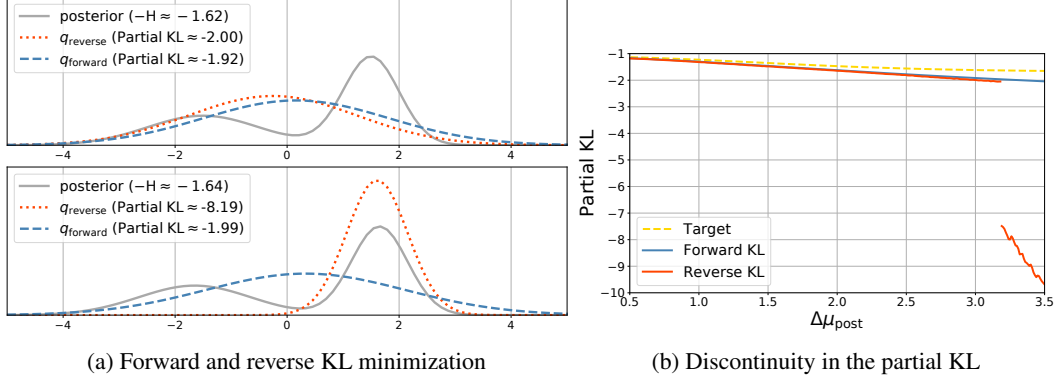 posterior (−H ≈ −1.62)
q_reverse (Partial KL ≈ -2.00)
q_forward (Partial KL ≈ -1.92)
−4 −2 0 2 4
posterior (−H ≈ −1.64)
q_reverse (Partial KL ≈ -8.19)
q_forward (Partial KL ≈ -1.99)
−4 −2 0 2 4
(a) Forward and reverse KL minimization
Partial KL
−1
−2
−3
−4
−5
−6
−7
−8
−9
−10
Target
Forward KL
Reverse KL
0.5 1.0 1.5 2.0 2.5 3.0 3.5
Δμ_post
(b) Discontinuity in the partial KL